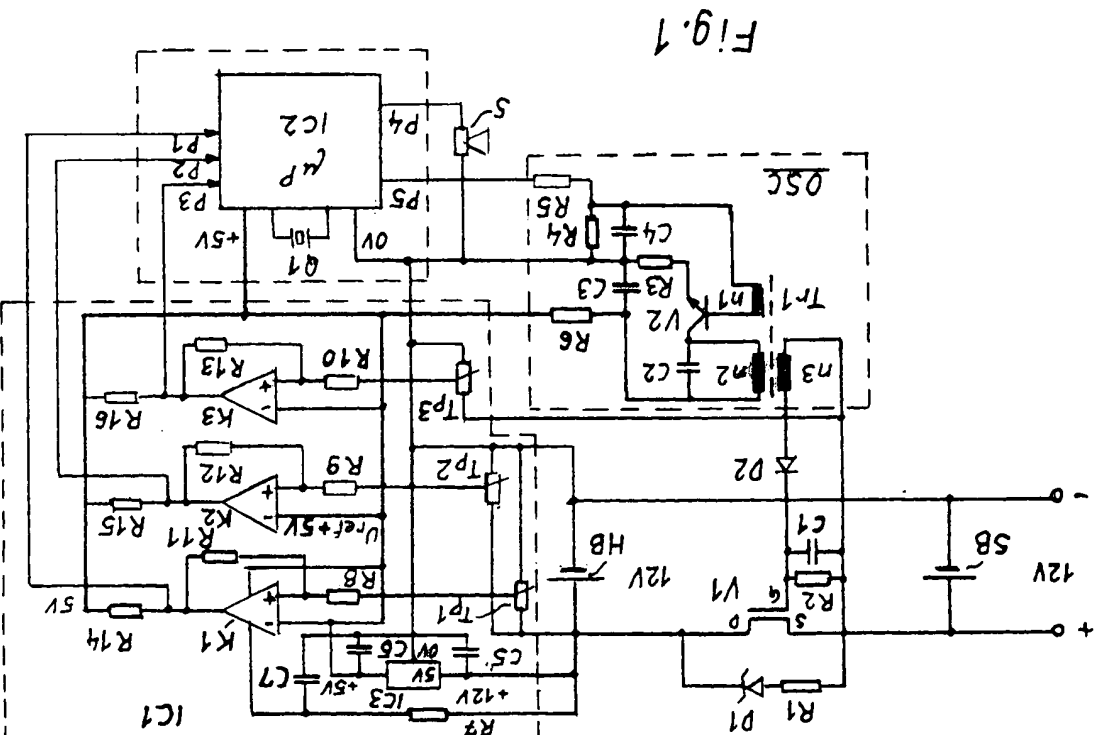 R1
D1
R7
IC1
+12V
IC3
+5V
C7
5V
0V
C5
C6
+
S
D
G
V1
R2
C1
12V
SB
12V
HB
Tp1
R8
-
+
K1
R14
5V
R11
-
D2
Tp2
Uref+5V
R9
-
+
K2
R15
R12
n3
n2
C2
Tp3
R10
-
+
K3
R16
R13
Tr1
n1
V2
R3
C3
R6
C4
R4
R5
OSC
Q1
0V
+5V
P5
P4
µP
IC2
P3
P2
P1
S
Fig.1